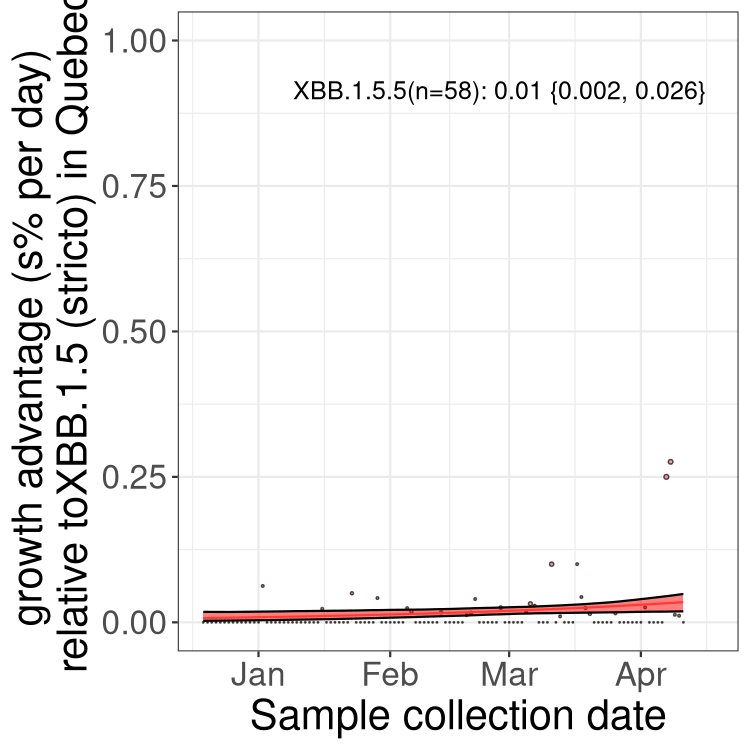 growth advantage (s% per day)
relative toXBB.1.5 (stricto) in Quebec
1.00
0.75
0.50
0.25
0.00
XBB.1.5.5(n=58): 0.01 {0.002, 0.026}
Jan Feb Mar Apr
Sample collection date